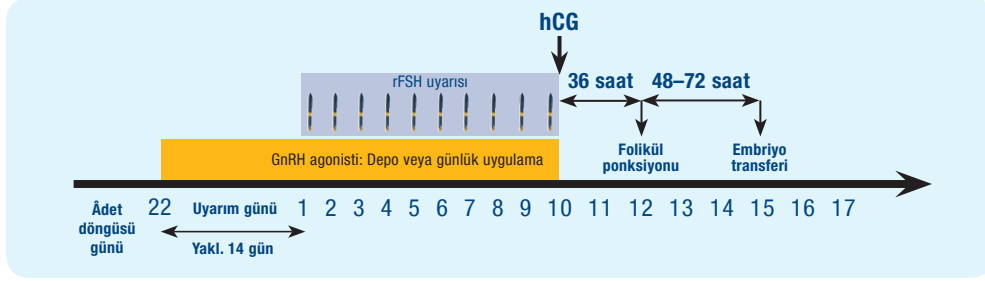 hCG
rFSH uyarısı
36 saat
48–72 saat
GnRH agonisti: Depo veya günlük uygulama
Folikül
ponksiyonu
Embriyo
transferi
Âdet
döngüsü
günü
22
Uyarım günü
1 2 3 4 5 6 7 8 9 10 11 12 13 14 15 16 17
Yakl. 14 gün